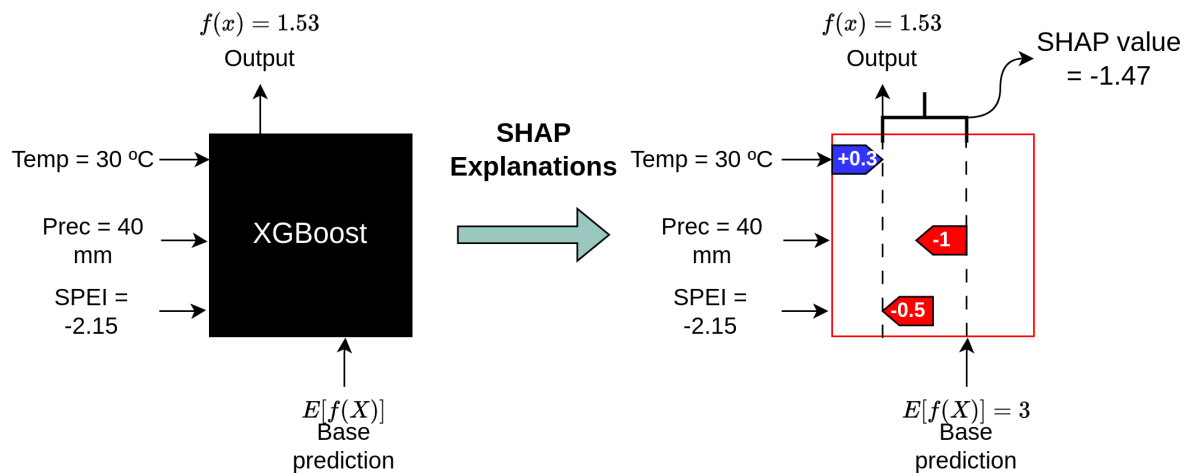 f(x) = 1.53
Output
Temp = 30 ºC
Prec = 40
mm
SPEI =
-2.15
XGBoost
E[f(X)]
Base
prediction
SHAP
Explanations
f(x) = 1.53
Output
SHAP value
= -1.47
Temp = 30 ºC
+0.3
Prec = 40
mm
-1
SPEI =
-2.15
-0.5
E[f(X)] = 3
Base
prediction